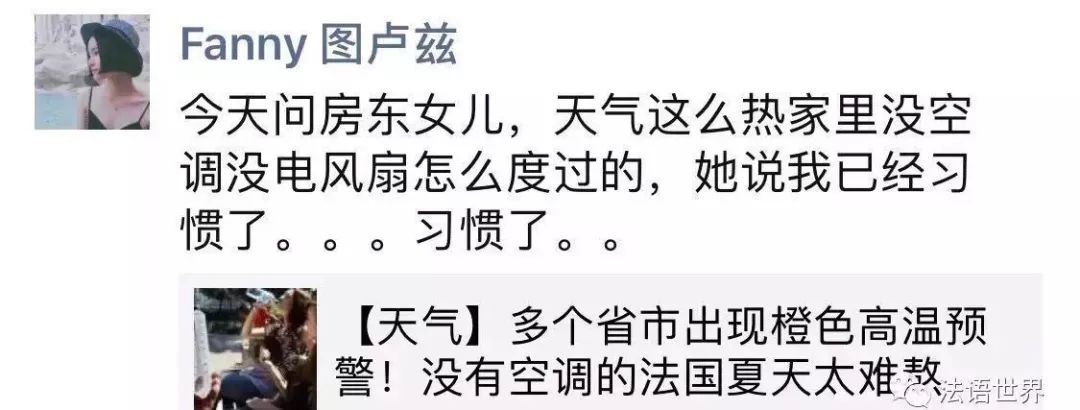 Fanny 图卢兹
今天问房东女儿，天气这么热家里没空
调没电风扇怎么度过的，她说我已经习
惯了。。。习惯了。。
【天气】多个省市出现橙色高温预
警！没有空调的法国夏天太难熬
法语世界